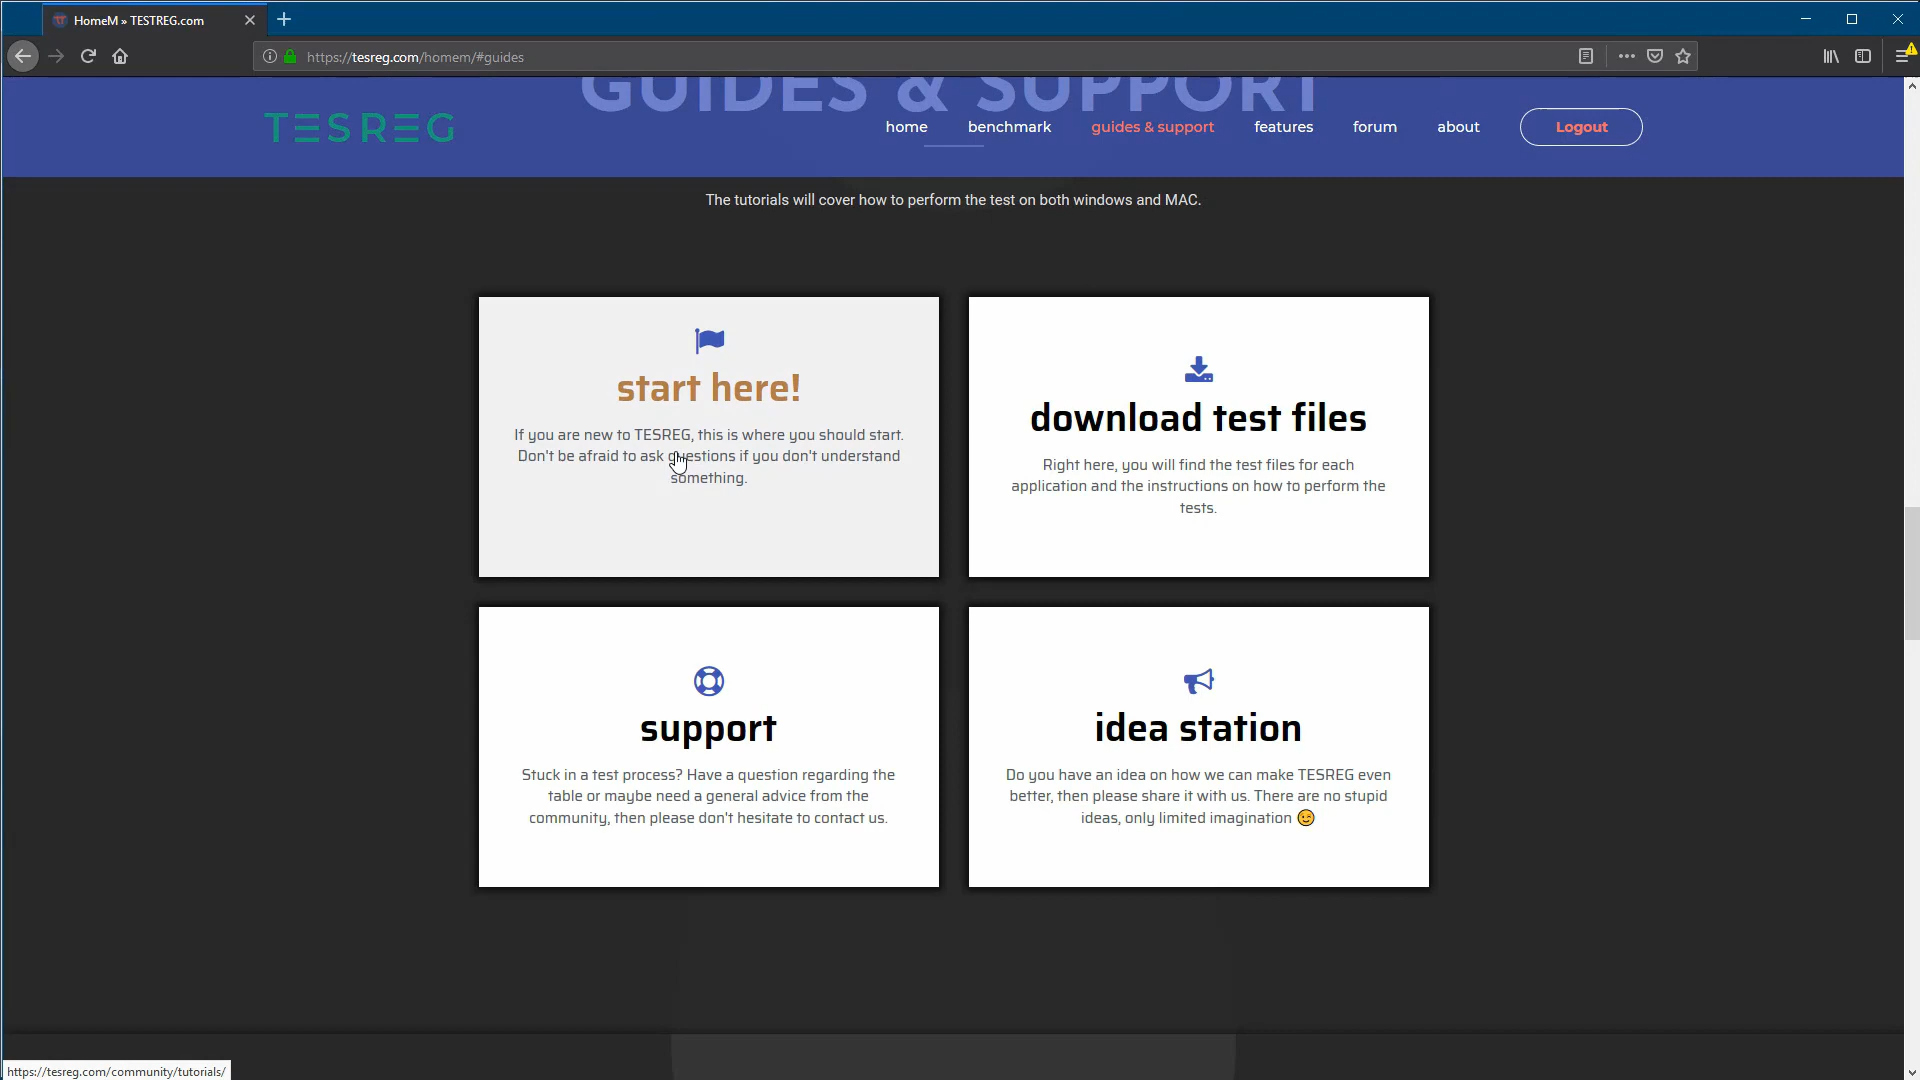 HomeM » TESTREG.com
https://tesreg.com/homem/#guides
GUIDES & SUPPORT
TESREG
home
benchmark
guides & support
features
forum
about
Logout
The tutorials will cover how to perform the test on both windows and MAC.
start here!
If you are new to TESREG, this is where you should start.
Don't be afraid to ask questions if you don't understand
something.
download test files
Right here, you will find the test files for each
application and the instructions on how to perform the
tests.
support
Stuck in a test process? Have a question regarding the
table or maybe need a general advice from the
community, then please don't hesitate to contact us.
idea station
Do you have an idea on how we can make TESREG even
better, then please share it with us. There are no stupid
ideas, only limited imagination 😉
https://tesreg.com/community/tutorials/